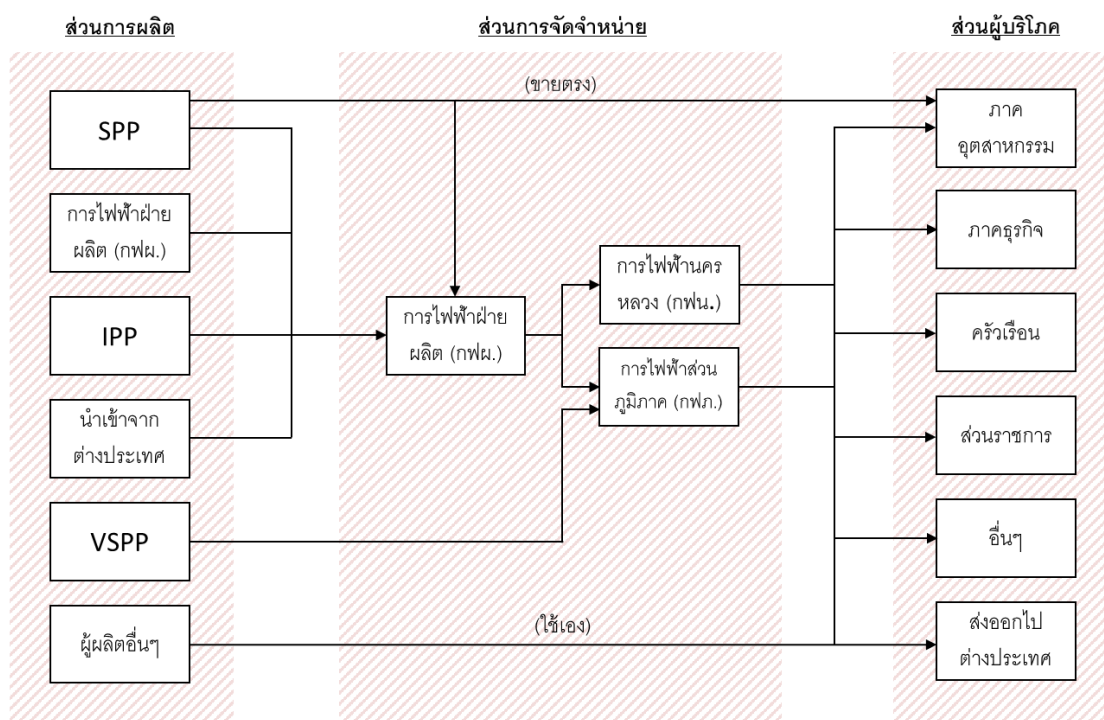 ส่วนการผลิต
ส่วนการจัดจำหน่าย
ส่วนผู้บริโภค
SPP
การไฟฟ้าฝ่าย
ผลิต (กฟผ.)
IPP
นำเข้าจาก
ต่างประเทศ
VSPP
ผู้ผลิตอื่นๆ
(ขายตรง)
การไฟฟ้าฝ่าย
ผลิต (กฟผ.)
การไฟฟ้านคร
หลวง (กฟน.)
การไฟฟ้าส่วน
ภูมิภาค (กฟภ.)
(ใช้เอง)
ภาค
อุตสาหกรรม
ภาคธุรกิจ
ครัวเรือน
ส่วนราชการ
อื่นๆ
ส่งออกไป
ต่างประเทศ